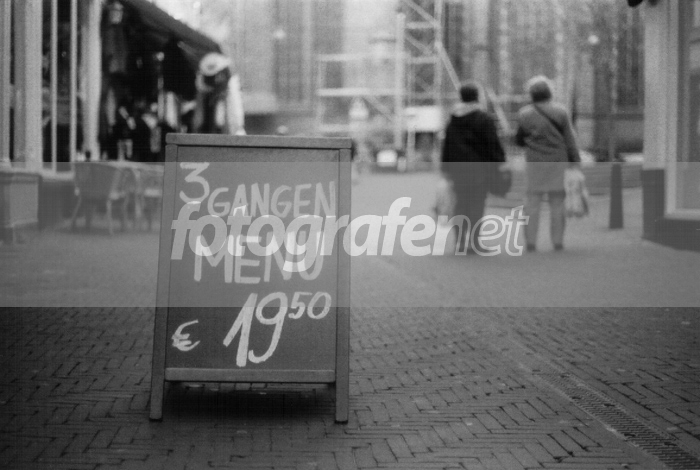 3 GANGEN
MENU
€ 19 50
fotografen.net